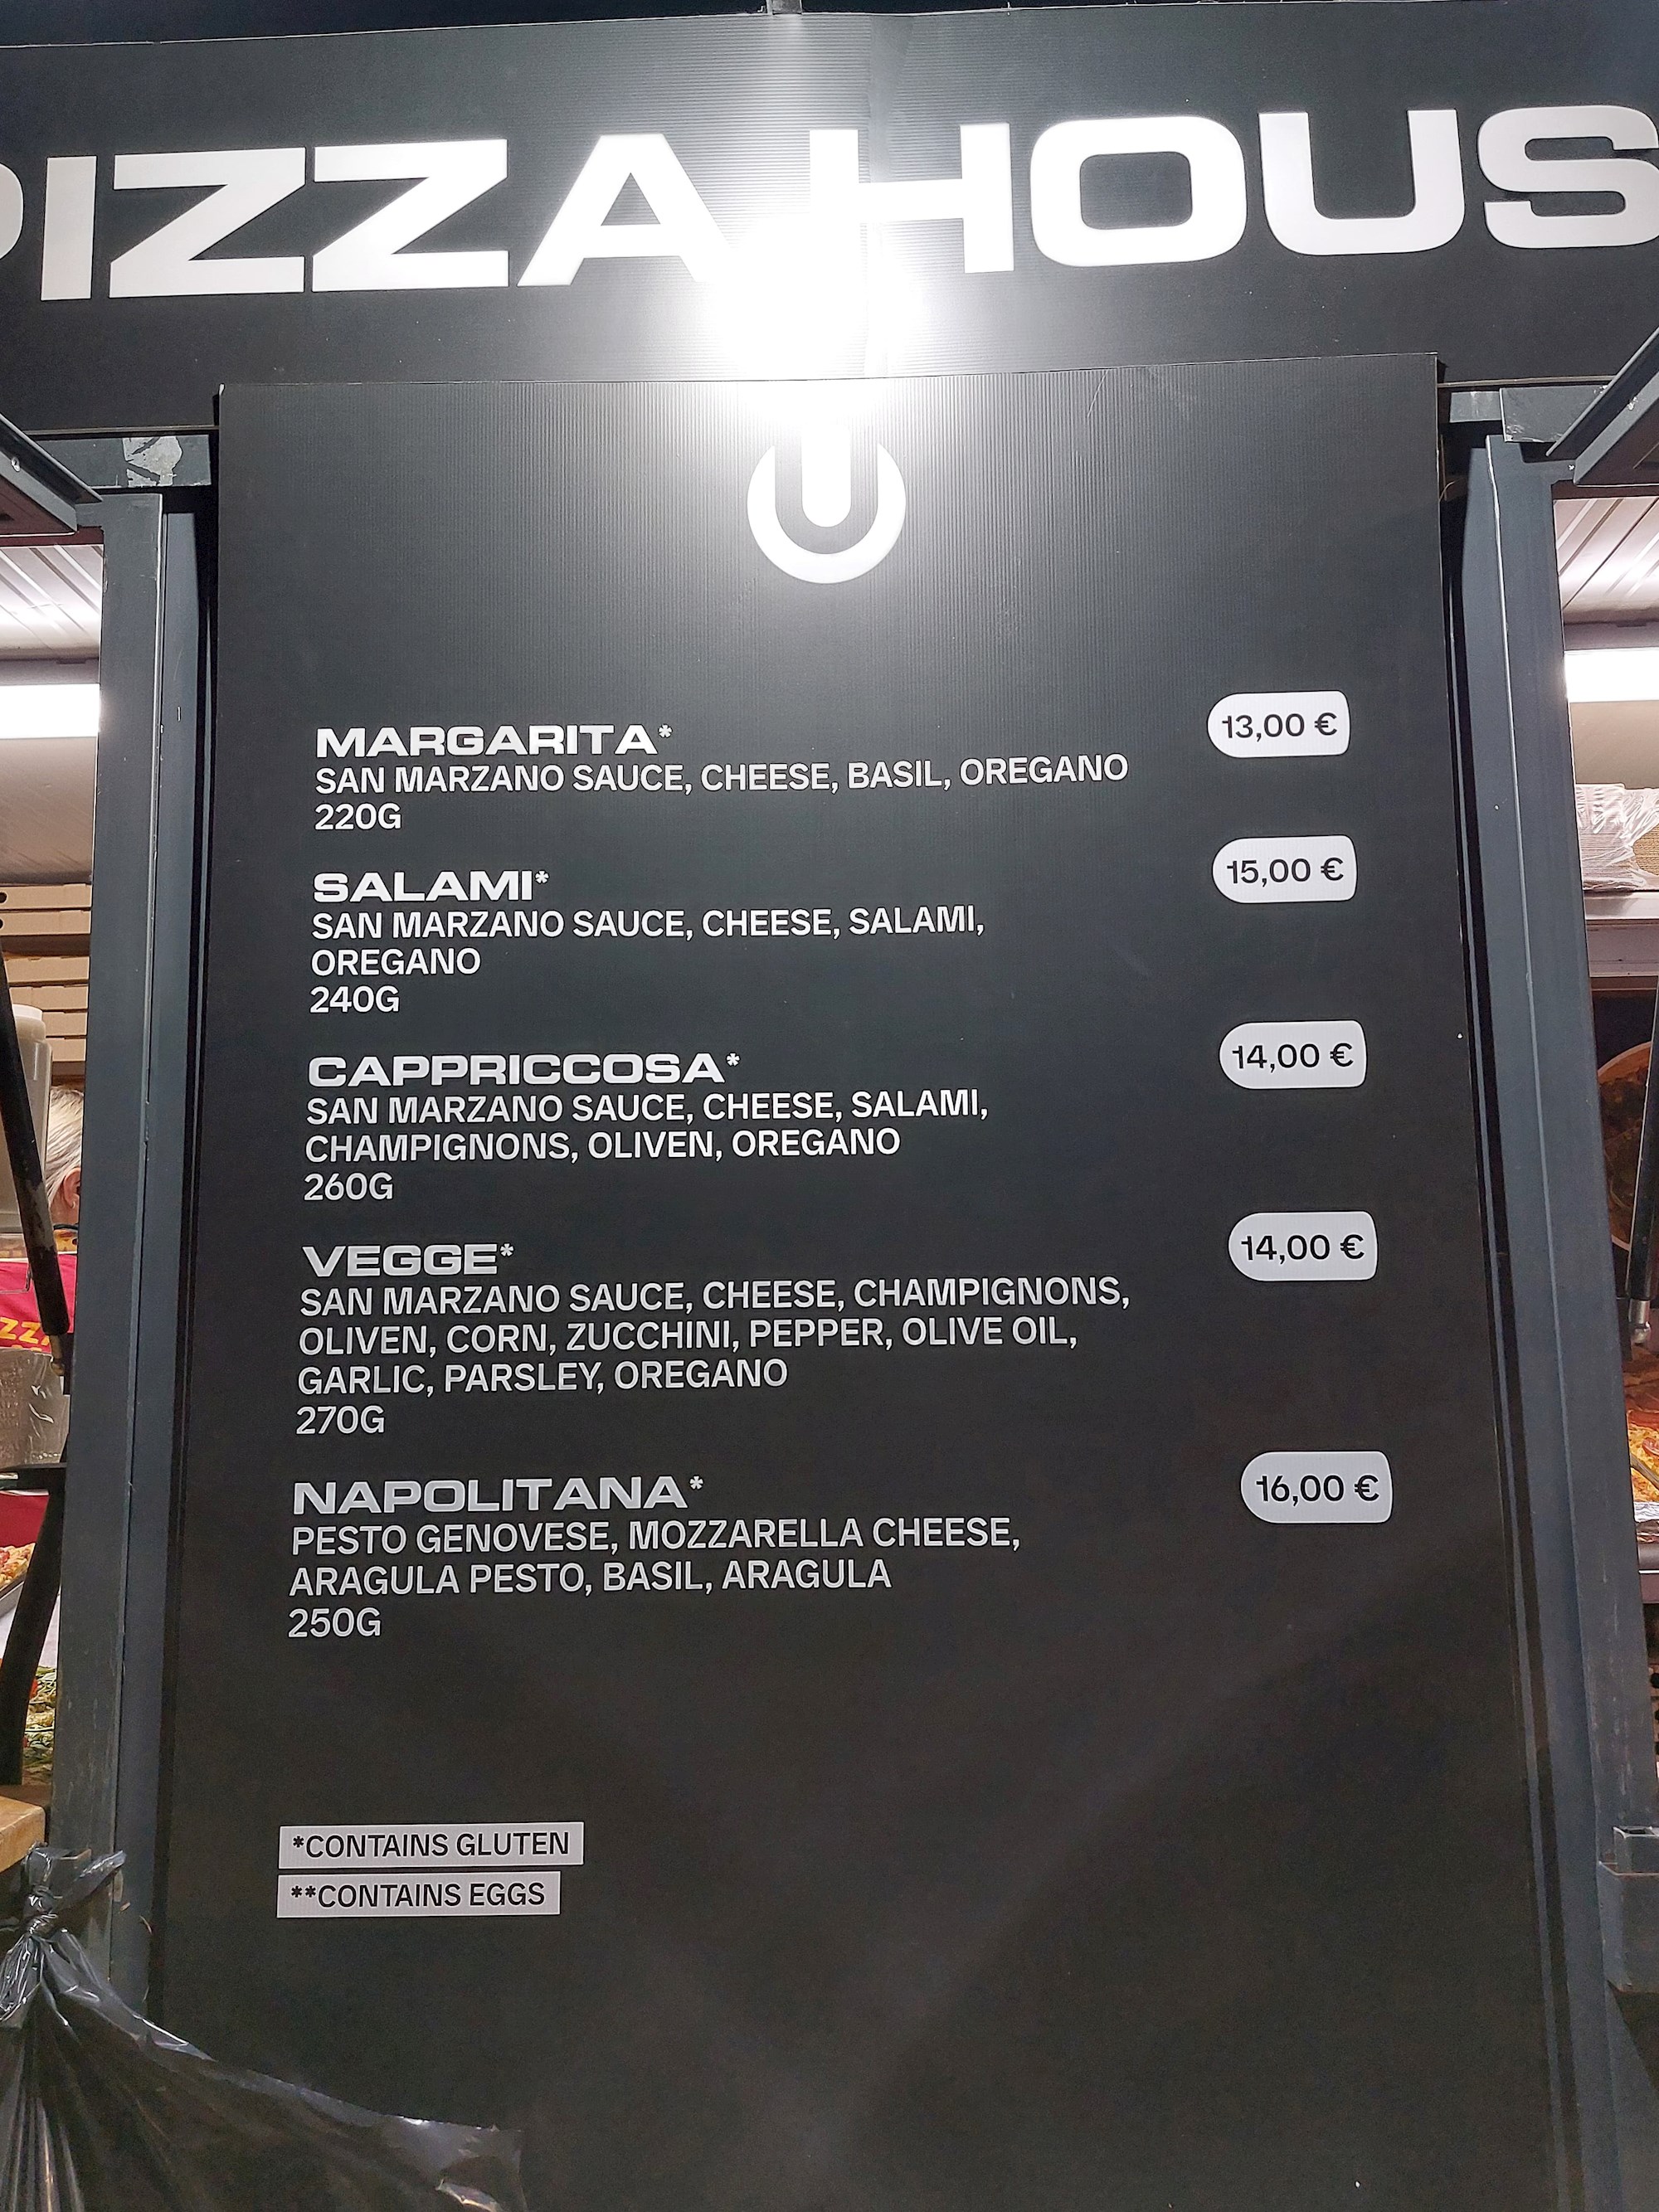 PIZZA HOUS
MARGARITA*
13,00 €
SAN MARZANO SAUCE, CHEESE, BASIL, OREGANO
220G
SALAMI*
15,00 €
SAN MARZANO SAUCE, CHEESE, SALAMI,
OREGANO
240G
CAPPRICCOSA*
14,00 €
SAN MARZANO SAUCE, CHEESE, SALAMI,
CHAMPIGNONS, OLIVEN, OREGANO
260G
VEGGE*
14,00 €
SAN MARZANO SAUCE, CHEESE, CHAMPIGNONS,
OLIVEN, CORN, ZUCCHINI, PEPPER, OLIVE OIL,
GARLIC, PARSLEY, OREGANO
270G
NAPOLITANA*
16,00 €
PESTO GENOVESE, MOZZARELLA CHEESE,
ARAGULA PESTO, BASIL, ARAGULA
250G
*CONTAINS GLUTEN
**CONTAINS EGGS